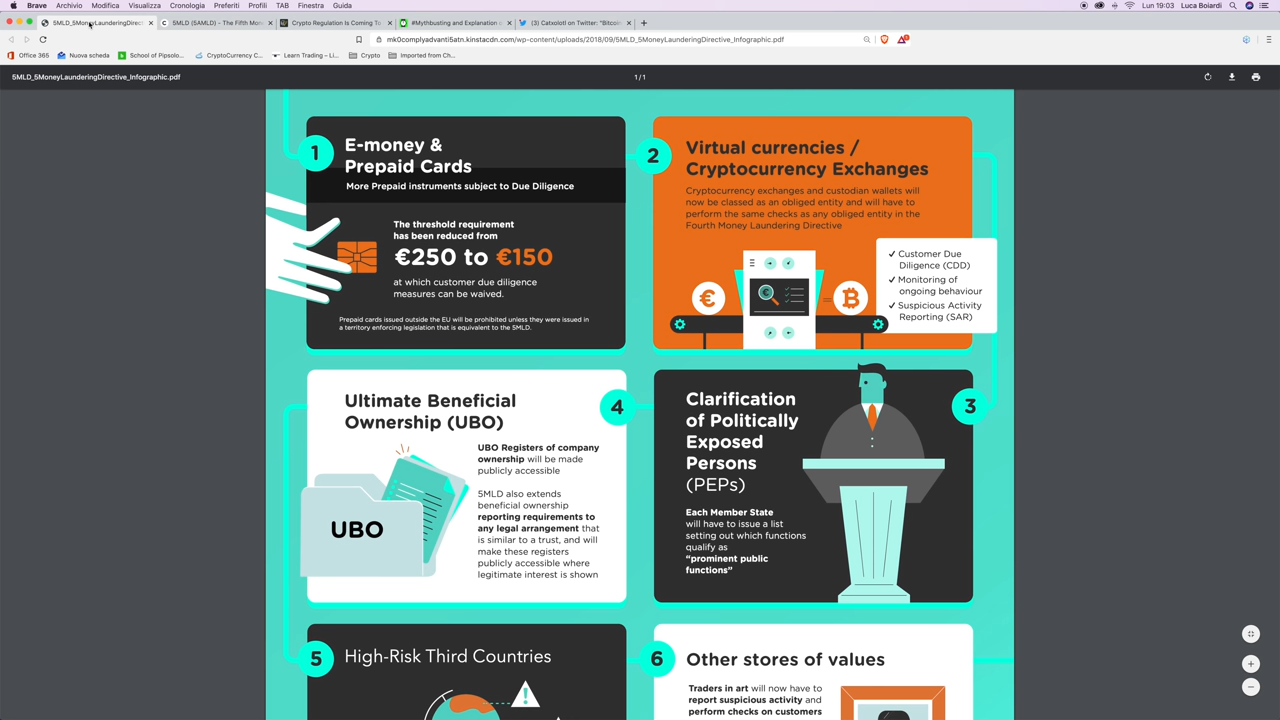 Brave Archivio Modifica Visualizza Cronologia Preferiti Profili TAB Finestra Guida Lun 19:03 Luca Boiardi
5MLD_5MoneyLaunderingDirect 5MLD (5AMLD) – The Fifth Mon Crypto Regulation Is Coming To #Mythbusting and Explanation o (3) Catxolotl on Twitter: "Bitcoin
mk0complyadvanti5atn.kinstacdn.com/wp-content/uploads/2018/09/5MLD_5MoneyLaunderingDirective_Infographic.pdf
Office 365 Nuova scheda School of Pipsolo... CryptoCurrency C... Learn Trading – Li... Crypto Imported from Ch...
5MLD_5MoneyLaunderingDirective_Infographic.pdf 1 / 1
1
E-money &
Prepaid Cards
More Prepaid instruments subject to Due Diligence
The threshold requirement
has been reduced from
€250 to €150
at which customer due diligence
measures can be waived.
Prepaid cards issued outside the EU will be prohibited unless they were issued in
a territory enforcing legislation that is equivalent to the 5MLD.
2
Virtual currencies /
Cryptocurrency Exchanges
Cryptocurrency exchanges and custodian wallets will
now be classed as an obliged entity and will have to
perform the same checks as any obliged entity in the
Fourth Money Laundering Directive
€ = ₿
✓ Customer Due
Diligence (CDD)
✓ Monitoring of
ongoing behaviour
✓ Suspicious Activity
Reporting (SAR)
3
Clarification
of Politically
Exposed
Persons
(PEPs)
Each Member State
will have to issue a list
setting out which functions
qualify as
“prominent public
functions”
4
Ultimate Beneficial
Ownership (UBO)
UBO
UBO Registers of company
ownership will be made
publicly accessible
5MLD also extends
beneficial ownership
reporting requirements to
any legal arrangement that
is similar to a trust, and will
make these registers
publicly accessible where
legitimate interest is shown
5
High-Risk Third Countries
!
6
Other stores of values
Traders in art will now have to
report suspicious activity and
perform checks on customers